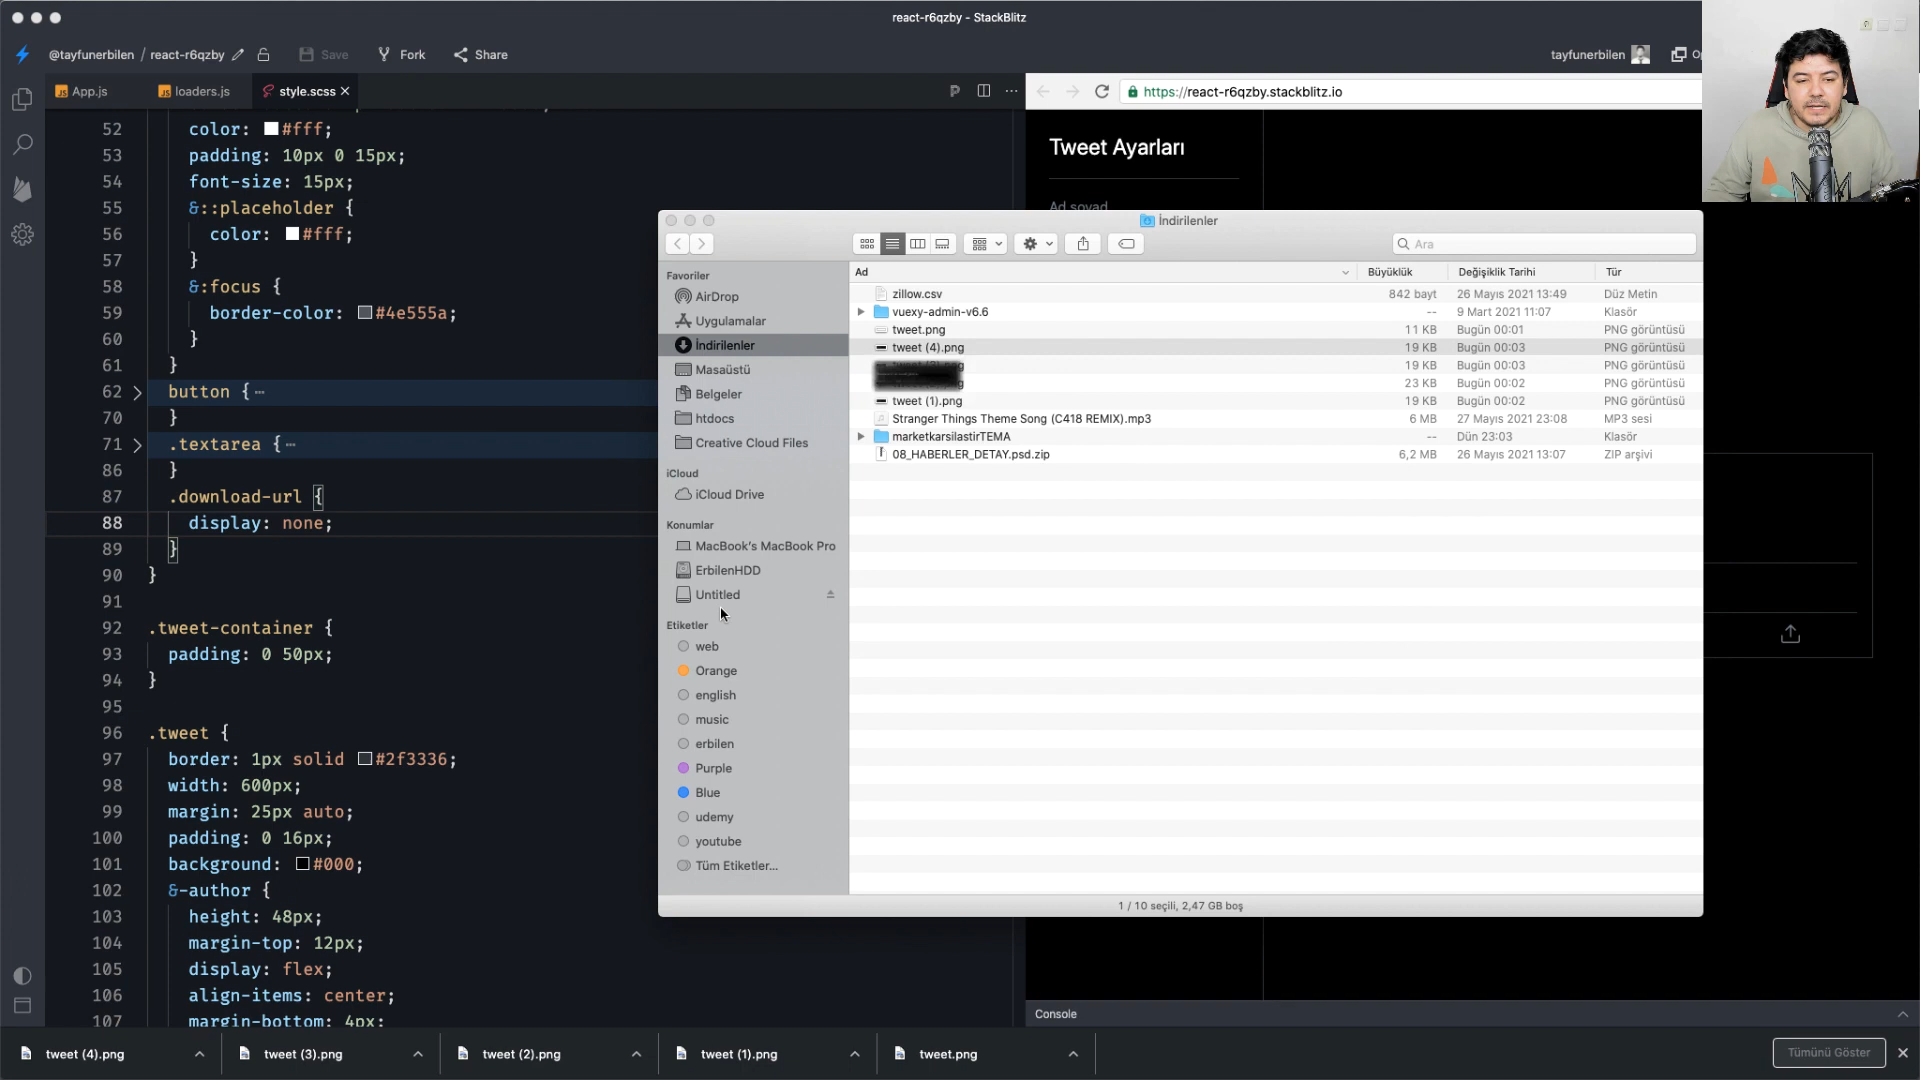 react-r6qzby - StackBlitz
@tayfunerbilen / react-r6qzby
Save
Fork
Share
tayfunerbilen
App.js
loaders.js
style.scss
https://react-r6qzby.stackblitz.io
52 color: #fff;
53 padding: 10px 0 15px;
54 font-size: 15px;
55 &::placeholder {
56 color: #fff;
57 }
58 &:focus {
59 border-color: #4e555a;
60 }
61 }
62 button {
70 }
71 .textarea {
86 }
87 .download-url {
88 display: none;
89 }
90 }
91
92 .tweet-container {
93 padding: 0 50px;
94 }
95
96 .tweet {
97 border: 1px solid #2f3336;
98 width: 600px;
99 margin: 25px auto;
100 padding: 0 16px;
101 background: #000;
102 &-author {
103 height: 48px;
104 margin-top: 12px;
105 display: flex;
106 align-items: center;
107 margin-bottom: 4px;
Tweet Ayarları
Ad soyad
İndirilenler
Ara
Favoriler
AirDrop
Uygulamalar
İndirilenler
Masaüstü
Belgeler
htdocs
Creative Cloud Files
iCloud
iCloud Drive
Konumlar
MacBook's MacBook Pro
ErbilenHDD
Untitled
Etiketler
web
Orange
english
music
erbilen
Purple
Blue
udemy
youtube
Tüm Etiketler...
Ad Büyüklük Değişiklik Tarihi Tür
zillow.csv 842 bayt 26 Mayıs 2021 13:49 Düz Metin
vuexy-admin-v6.6 -- 9 Mart 2021 11:07 Klasör
tweet.png 11 KB Bugün 00:01 PNG görüntüsü
tweet (4).png 19 KB Bugün 00:03 PNG görüntüsü
19 KB Bugün 00:03 PNG görüntüsü
23 KB Bugün 00:02 PNG görüntüsü
tweet (1).png 19 KB Bugün 00:02 PNG görüntüsü
Stranger Things Theme Song (C418 REMIX).mp3 6 MB 27 Mayıs 2021 23:08 MP3 sesi
marketkarsilastirTEMA -- Dün 23:03 Klasör
08_HABERLER_DETAY.psd.zip 6,2 MB 26 Mayıs 2021 13:07 ZIP arşivi
1 / 10 seçili, 2,47 GB boş
Console
tweet (4).png
tweet (3).png
tweet (2).png
tweet (1).png
tweet.png
Tümünü Göster